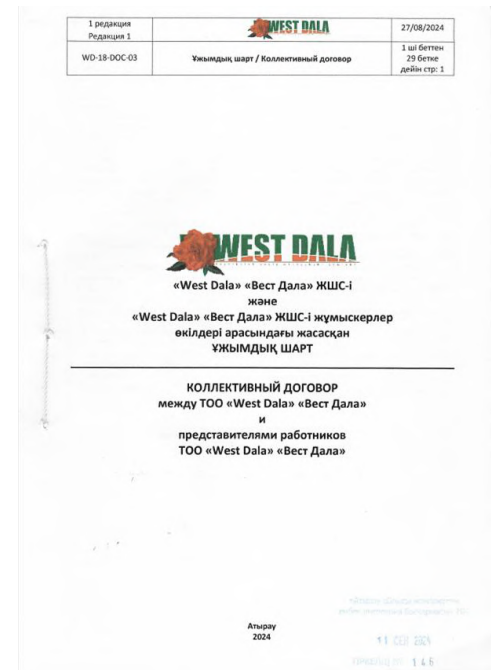 1 редакция
Редакция 1
WEST DALA
27/08/2024
WD-18-DOC-03
Ұжымдық шарт / Коллективный договор
1 ші беттен
29 бетке
дейін стр: 1
WEST DALA
«West Dala» «Вест Дала» ЖШС-і
және
«West Dala» «Вест Дала» ЖШС-і жұмыскерлер
өкілдері арасындағы жасасқан
ҰЖЫМДЫҚ ШАРТ
КОЛЛЕКТИВНЫЙ ДОГОВОР
между ТОО «West Dala» «Вест Дала»
и
представителями работников
ТОО «West Dala» «Вест Дала»
Атырау
2024